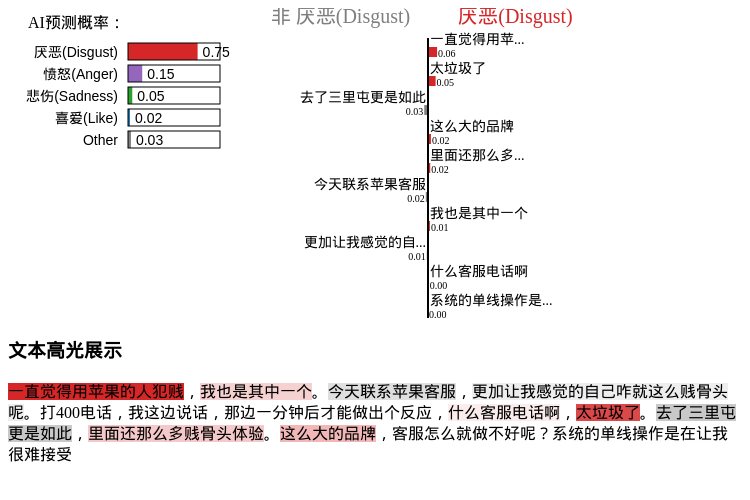 AI预测概率：
厌恶(Disgust) 0.75
愤怒(Anger) 0.15
悲伤(Sadness) 0.05
喜爱(Like) 0.02
Other 0.03
非 厌恶(Disgust) 厌恶(Disgust)
一直觉得用苹...
0.06
太垃圾了
0.05
去了三里屯更是如此
0.03
这么大的品牌
0.02
里面还那么多...
0.02
今天联系苹果客服
0.02
我也是其中一个
0.01
更加让我感觉的自...
0.01
什么客服电话啊
0.00
系统的单线操作是...
0.00
文本高光展示
一直觉得用苹果的人犯贱，我也是其中一个。今天联系苹果客服，更加让我感觉的自己咋就这么贱骨头
呢。打400电话，我这边说话，那边一分钟后才能做出个反应，什么客服电话啊，太垃圾了。去了三里屯
更是如此，里面还那么多贱骨头体验。这么大的品牌，客服怎么就做不好呢？系统的单线操作是在让我
很难接受